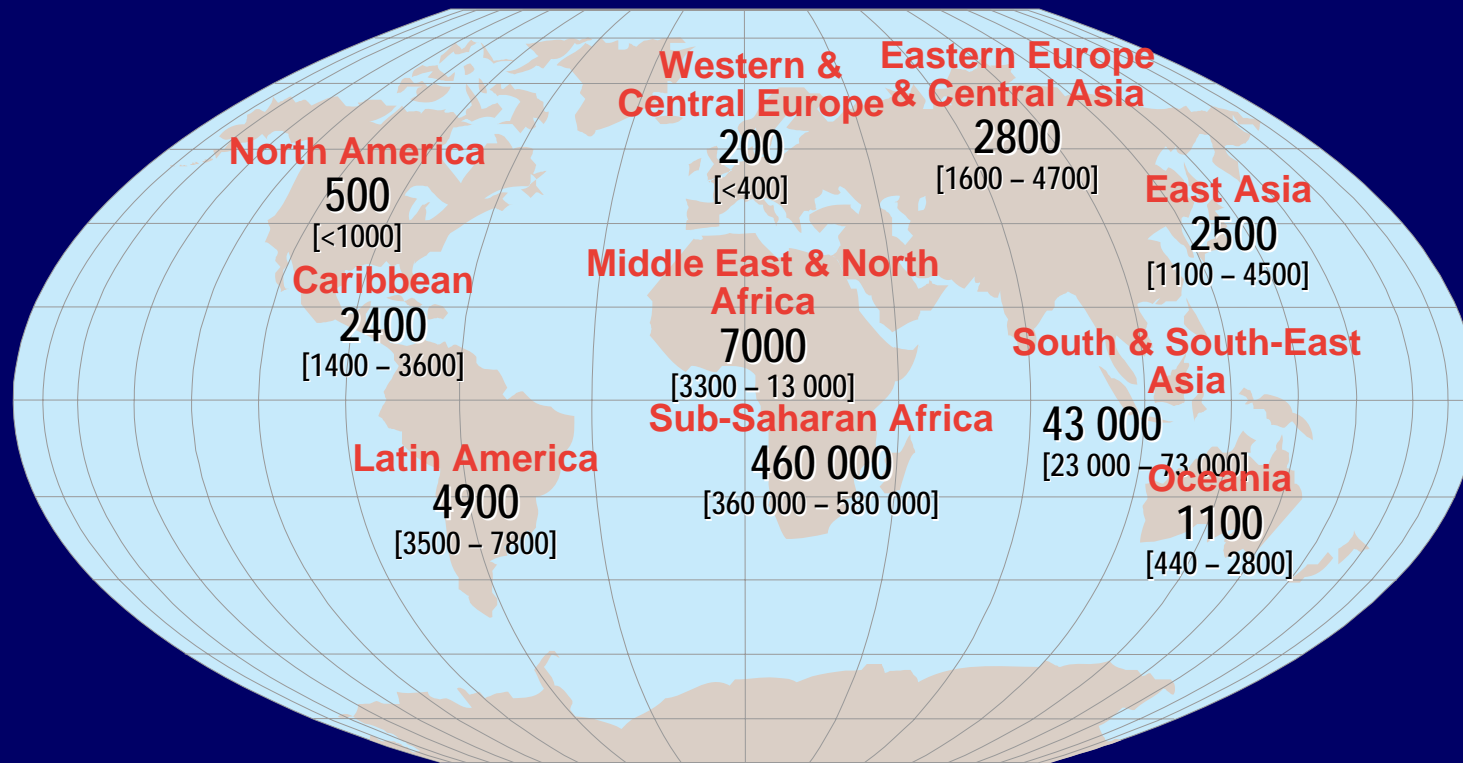 Western &
Central Europe
200
[<400]
Eastern Europe
& Central Asia
2800
[1600 – 4700]
North America
500
[<1000]
East Asia
2500
[1100 – 4500]
Caribbean
2400
[1400 – 3600]
Middle East & North
Africa
7000
[3300 – 13 000]
South & South-East
Asia
43 000
[23 000 – 73 000]
Sub-Saharan Africa
460 000
[360 000 – 580 000]
Latin America
4900
[3500 – 7800]
Oceania
1100
[440 – 2800]